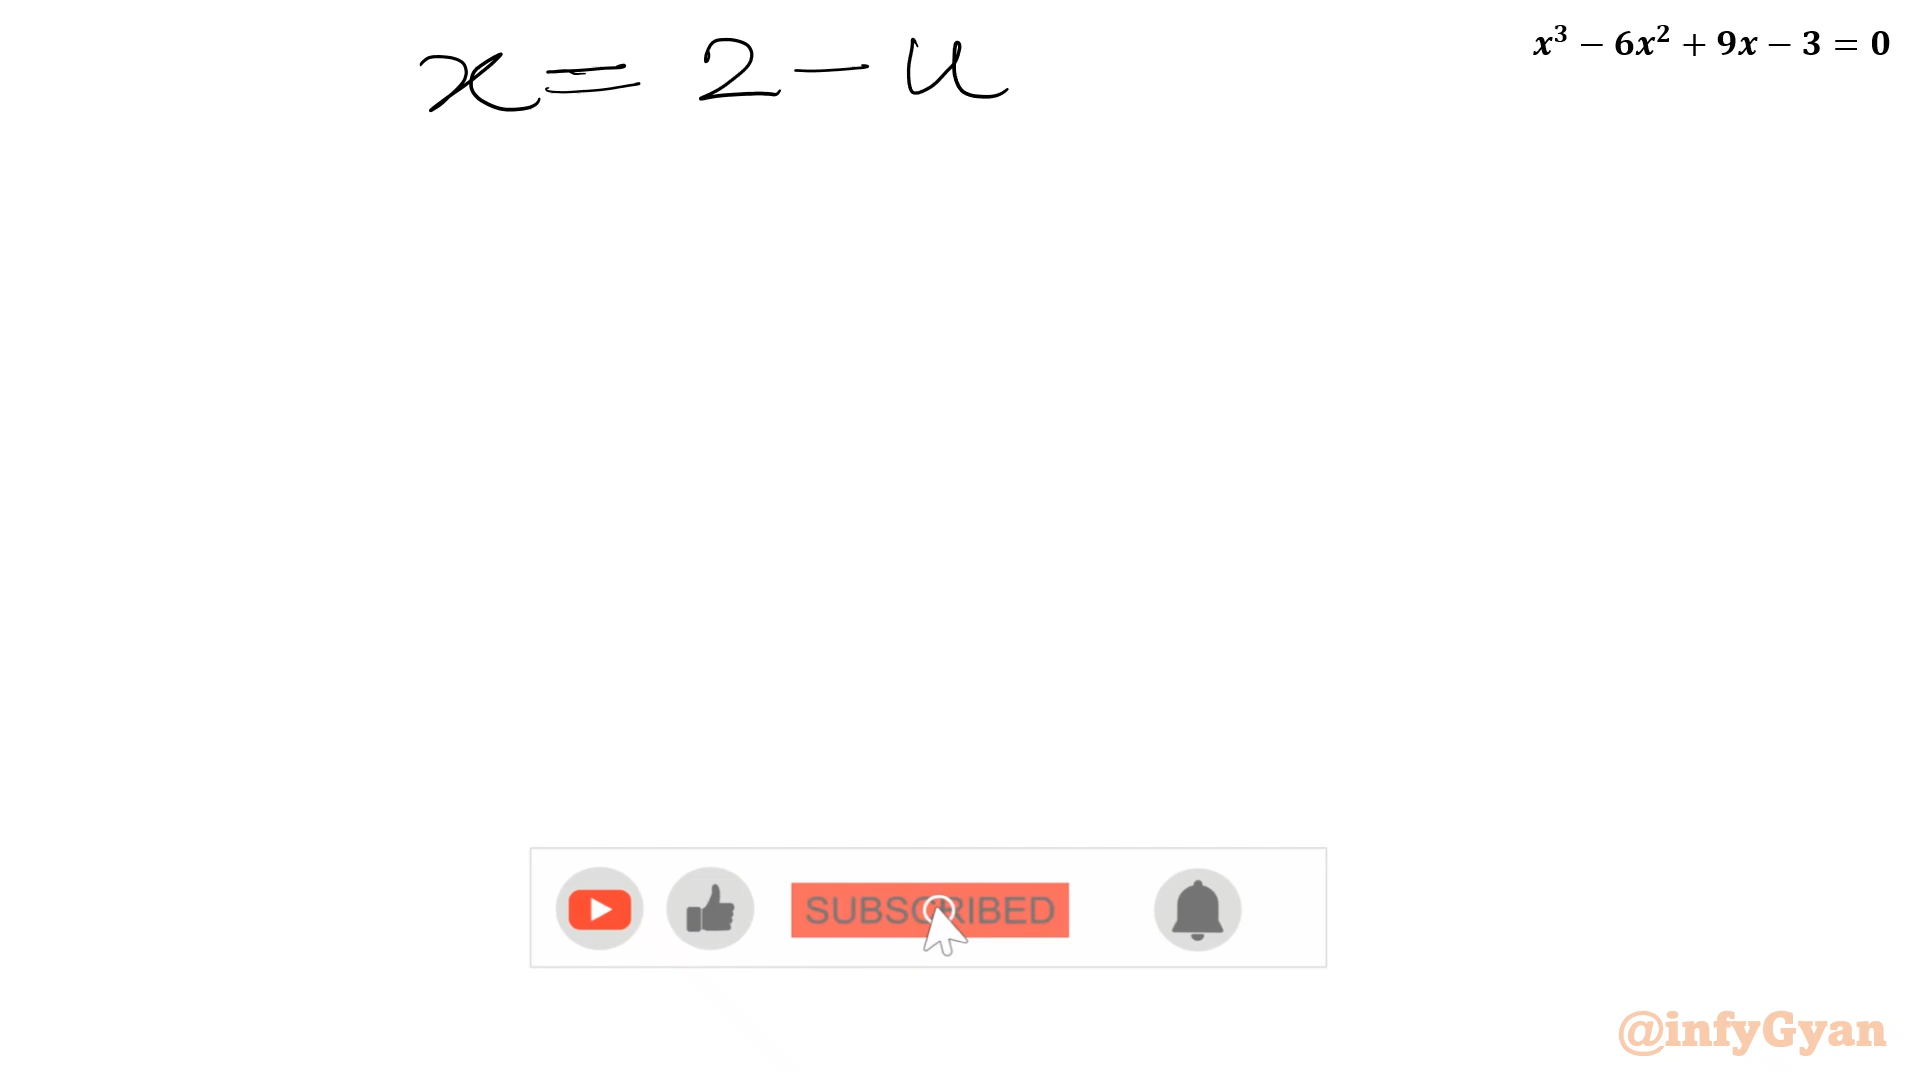 x = 2 - u
x³ − 6x² + 9x − 3 = 0
SUBSCRIBED
@infyGyan